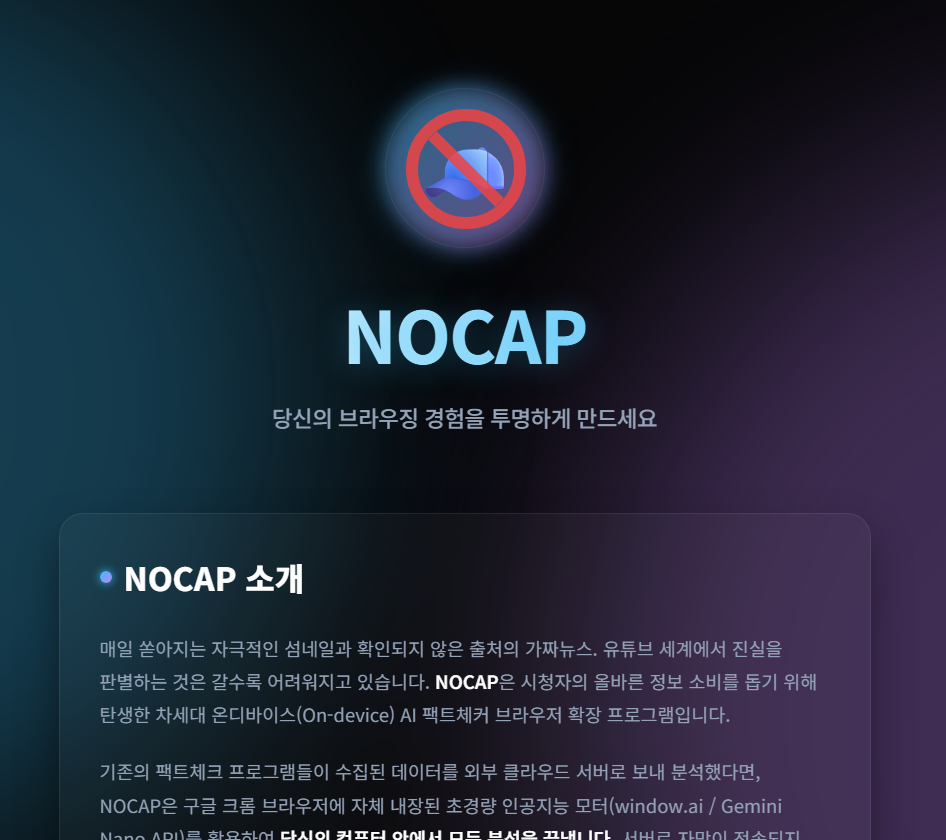 NOCAP
당신의 브라우징 경험을 투명하게 만드세요
NOCAP 소개
매일 쏟아지는 자극적인 섬네일과 확인되지 않은 출처의 가짜뉴스. 유튜브 세계에서 진실을
판별하는 것은 갈수록 어려워지고 있습니다. NOCAP은 시청자의 올바른 정보 소비를 돕기 위해
탄생한 차세대 온디바이스(On-device) AI 팩트체커 브라우저 확장 프로그램입니다.
기존의 팩트체크 프로그램들이 수집된 데이터를 외부 클라우드 서버로 보내 분석했다면,
NOCAP은 구글 크롬 브라우저에 자체 내장된 초경량 인공지능 모터(window.ai / Gemini
Nano API)를 활용하여 당신의 컴퓨터 안에서 모든 분석을 끝냅니다. 서버로 자막이 전송되지